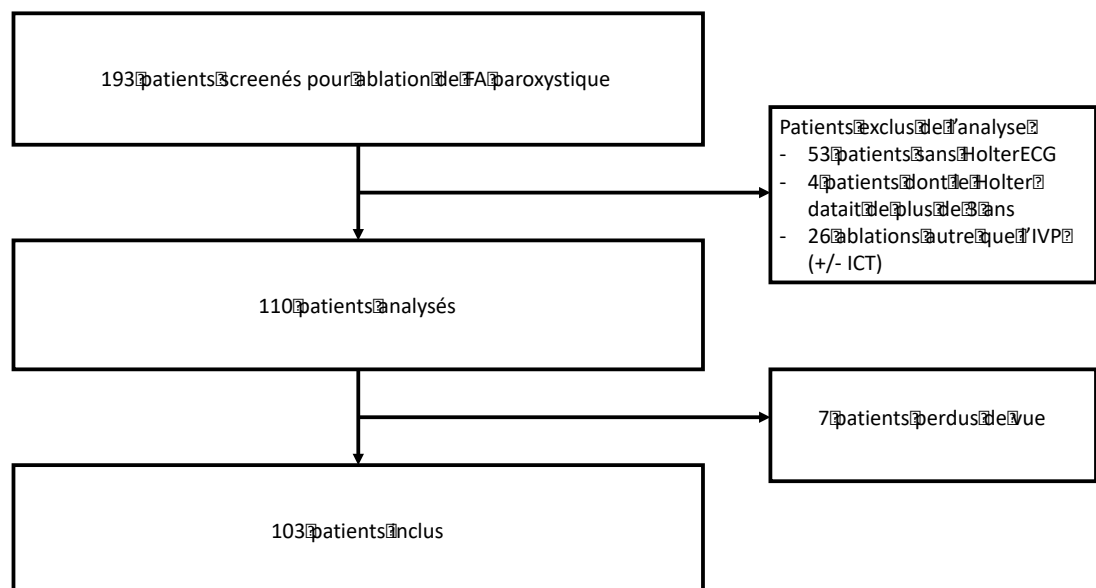 193 patients screenés pour ablation de FA paroxystique
Patients exclus de l'analyse
- 53 patients sans HolterECG
- 4 patients dont le Holter
datait de plus de 3 ans
- 26 ablations autre que l'IVP
(+/- ICT)
110 patients analysés
7 patients perdus de vue
103 patients inclus